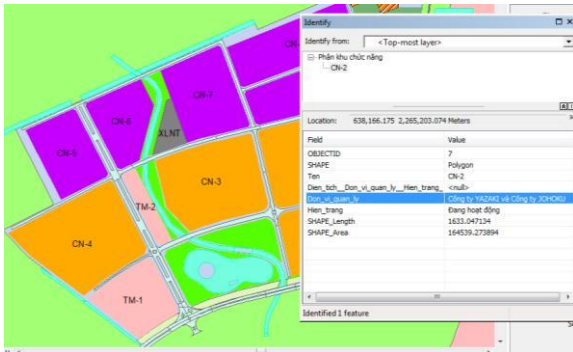 Identify
Identify from: <Top-most layer>
Phân khu chức năng
CN-2
Location: 638,166.175 2,265,203.074 Meters
Field Value
OBJECTID 7
SHAPE Polygon
Ten CN-2
Dien_tich__Don_vi_quan_ly__Hien_trang_ <null>
Don_vi_quan_ly Công ty YAZAKI và Công ty JOHOKU
Hien_trang Đang hoạt động
SHAPE_Length 1633.047134
SHAPE_Area 164539.273894
Identified 1 feature
CN-7
CN-6
XLNT
CN-5
CN-3
TM-2
CN-4
TM-1